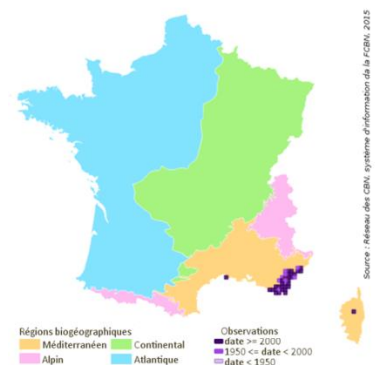 Source : Réseau des CBN, système d'information da la FCBN, 2015
Régions biogéographiques
Méditerranéen
Continental
Alpin
Atlantique
Observations
date >= 2000
1950 <= date < 2000
date < 1950